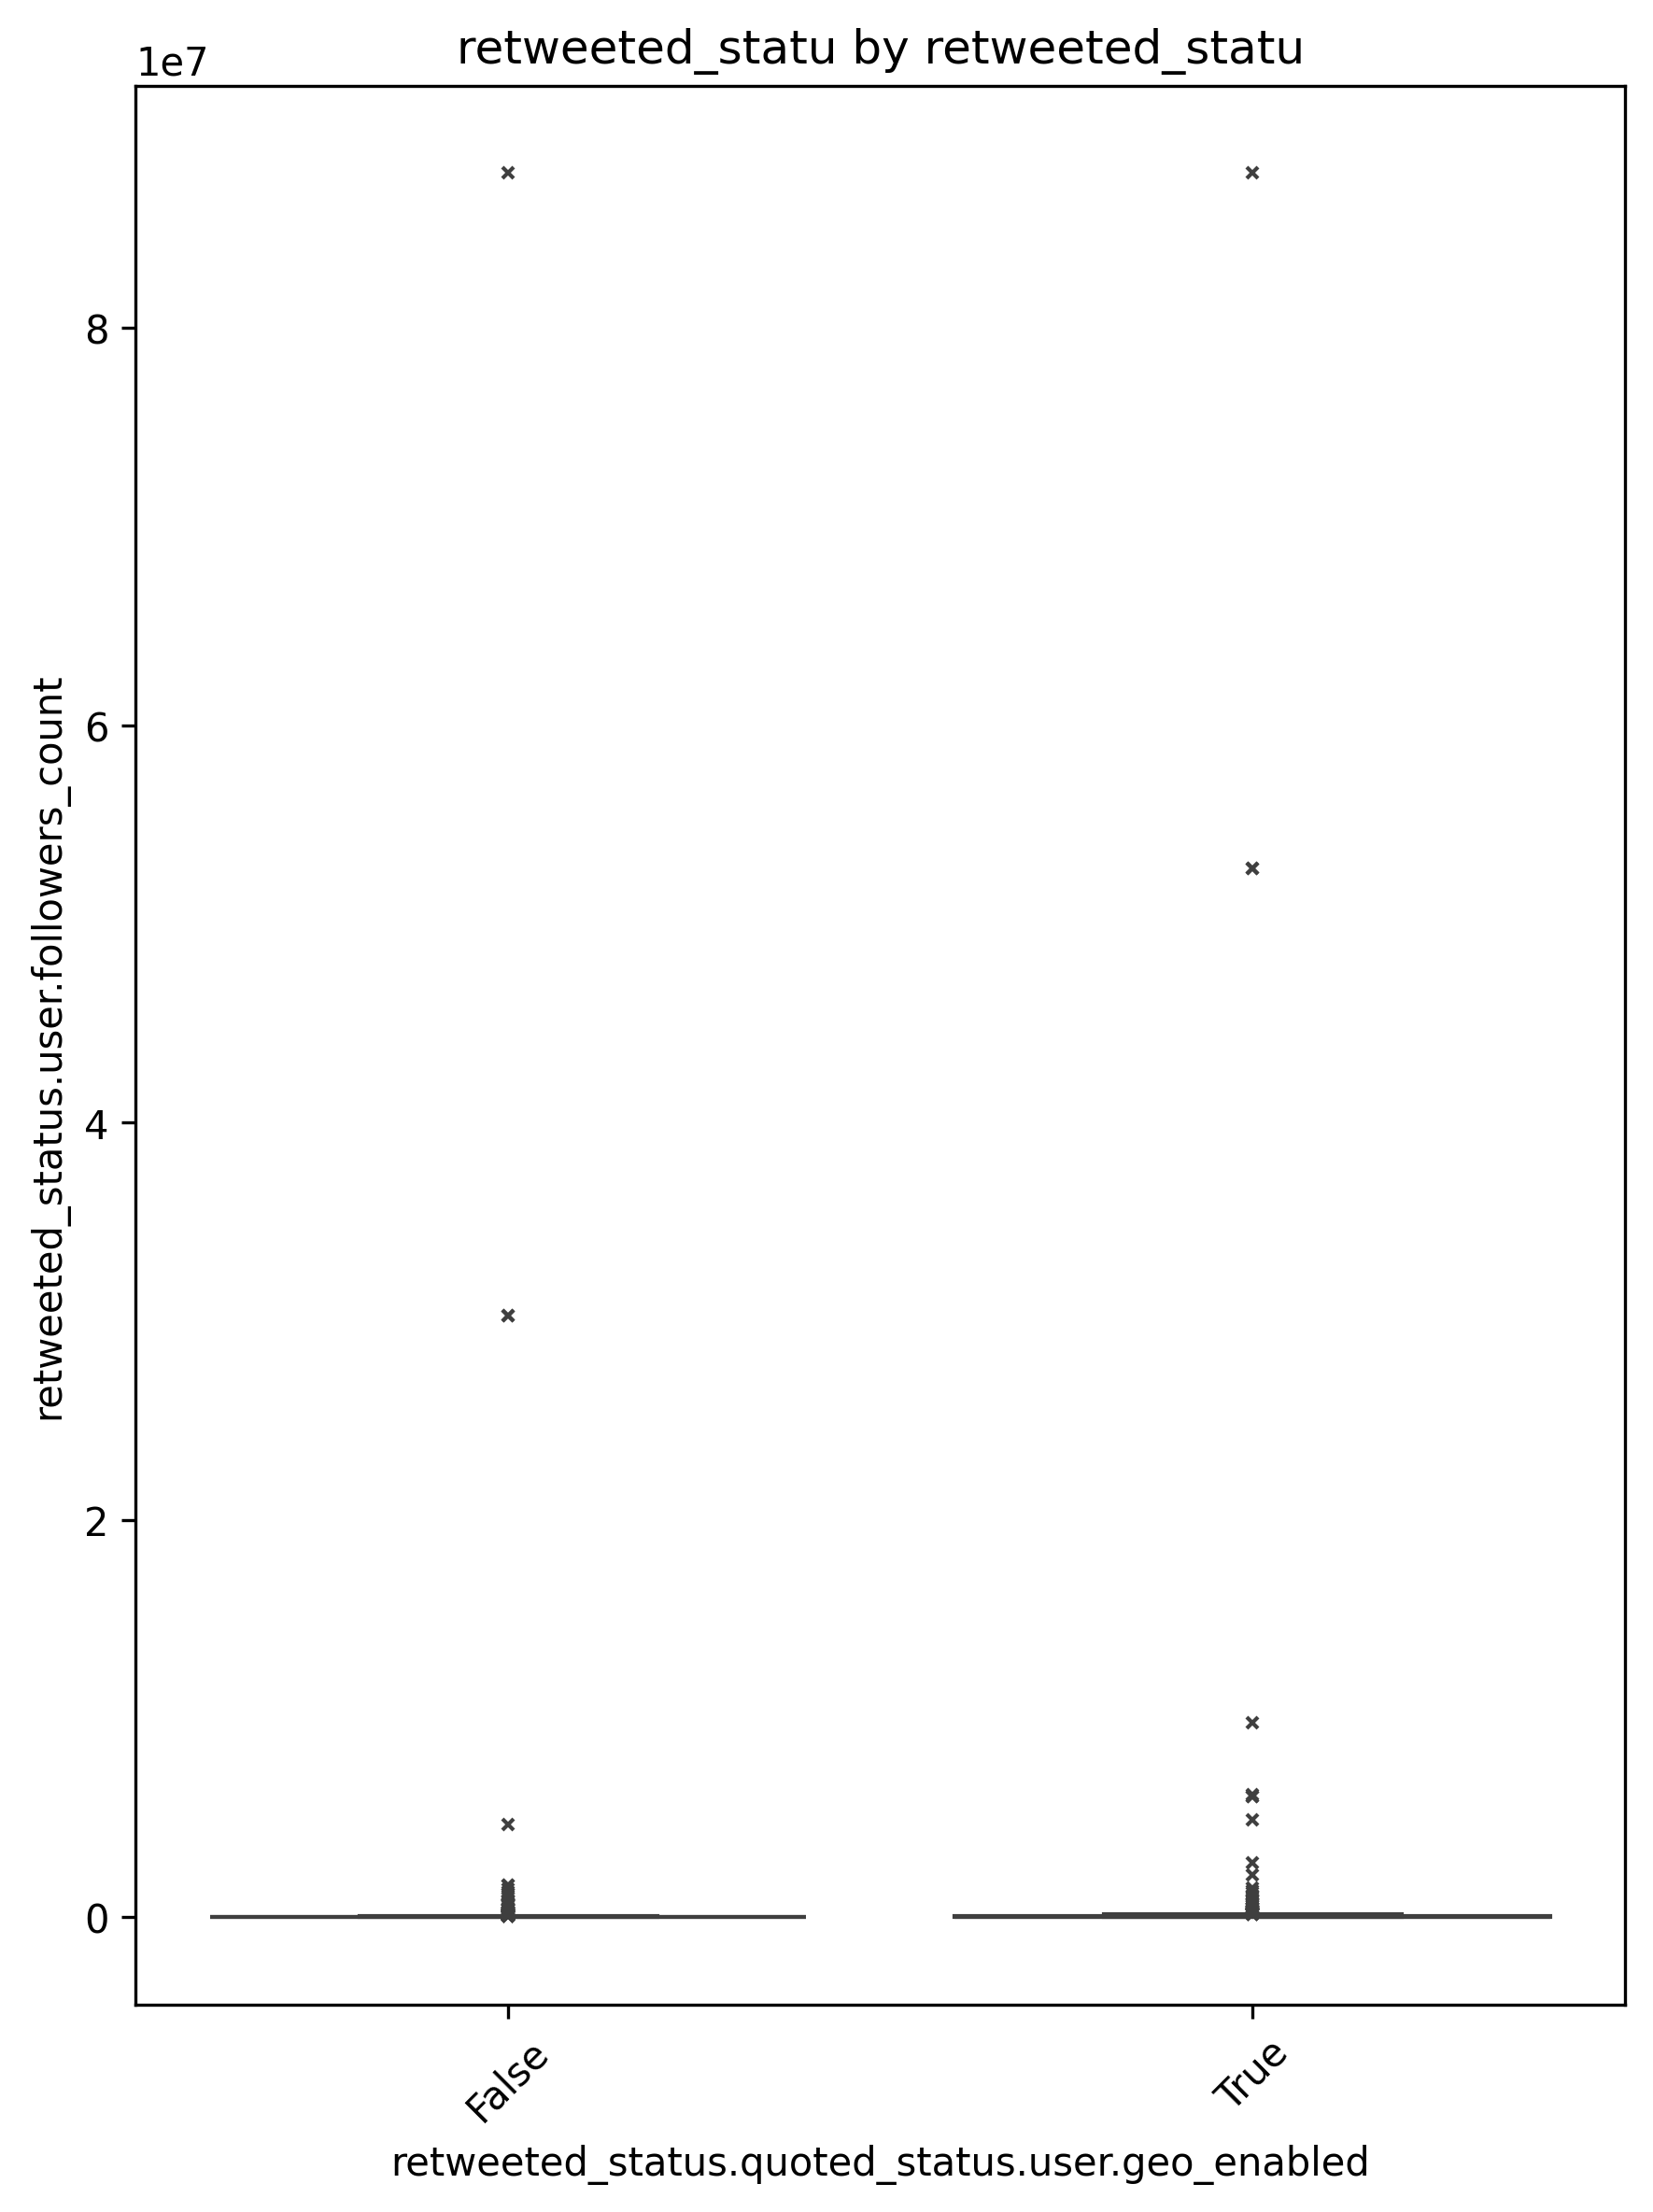 retweeted_statu by retweeted_statu
1e7
8
6
4
2
0
retweeted_status.user.followers_count
False
True
retweeted_status.quoted_status.user.geo_enabled